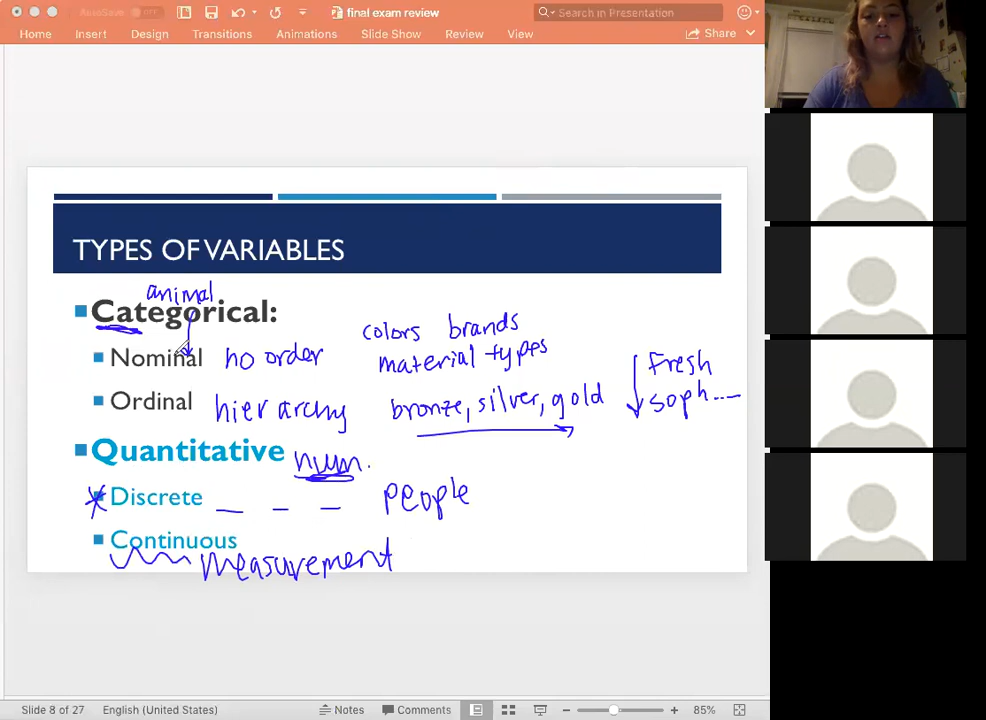 AutoSave OFF final exam review Search in Presentation
Home Insert Design Transitions Animations Slide Show Review View Share
TYPES OF VARIABLES
animal
Categorical:
colors brands
Nominal no order material types Fresh
Ordinal hierarchy bronze, silver, gold soph....
Quantitative num.
Discrete people
Continuous
measurement
Slide 8 of 27 English (United States) Notes Comments 85%